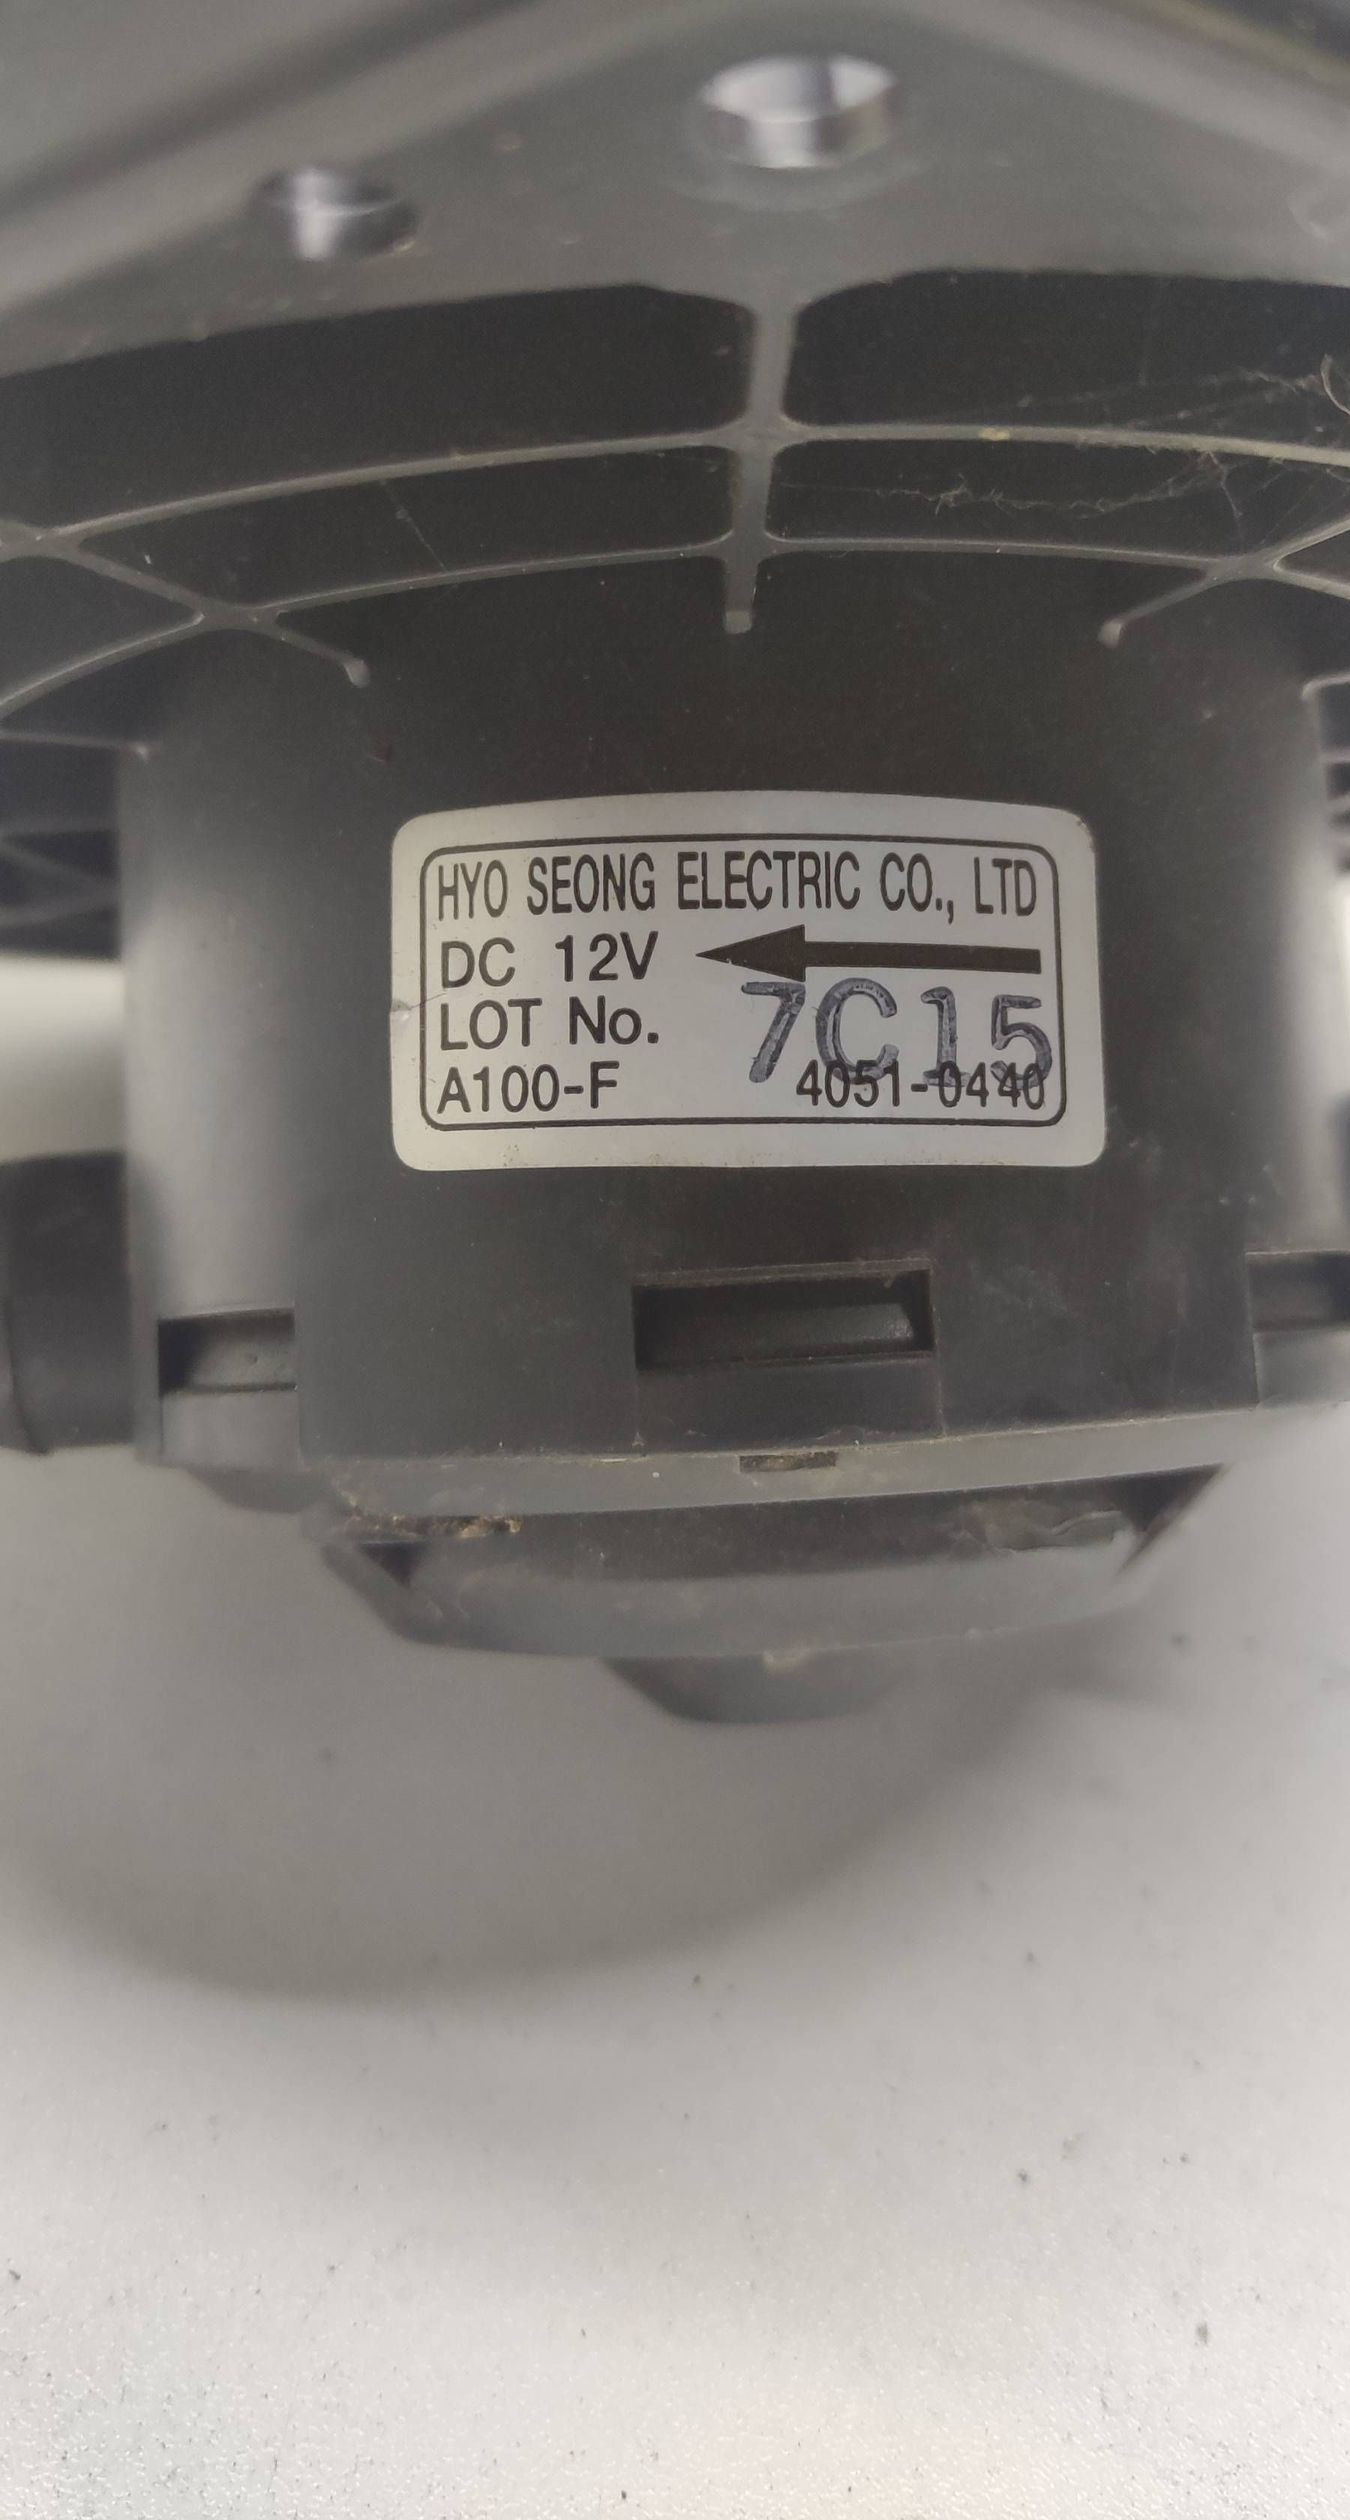 HYO SEONG ELECTRIC CO., LTD
DC 12V
LOT No. 7C15
A100-F 4051-0440